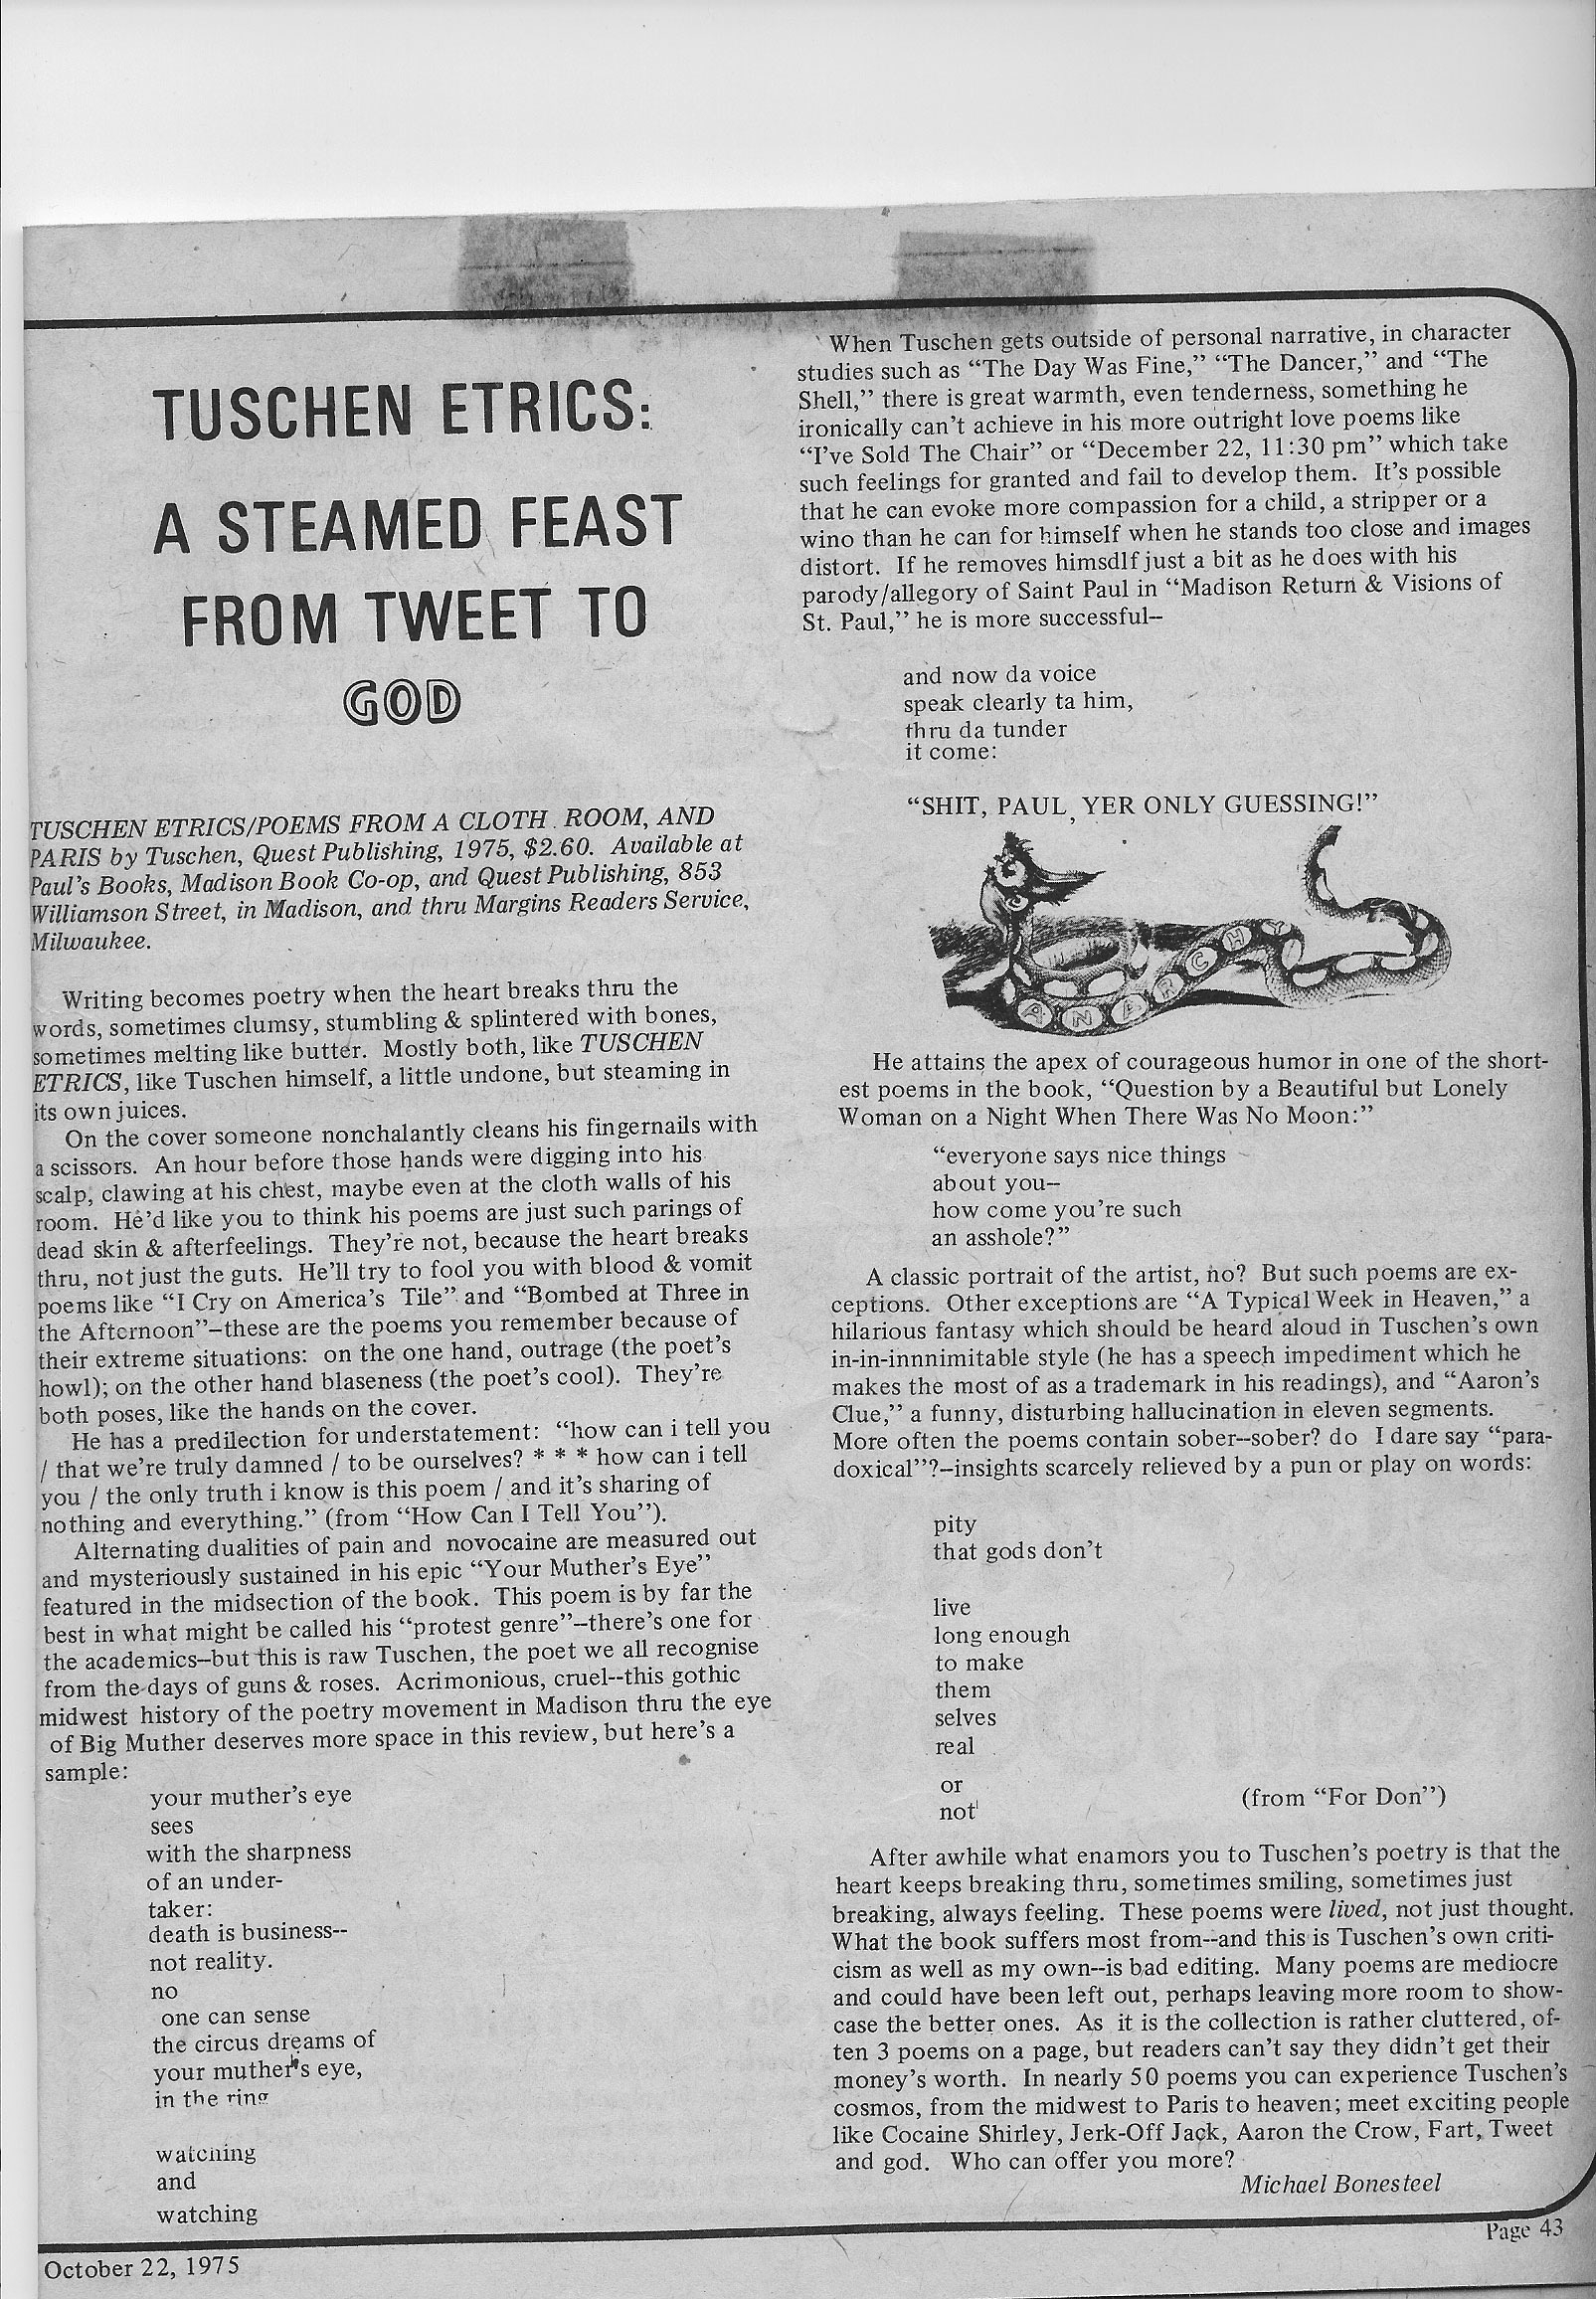 TUSCHEN ETRICS:
A STEAMED FEAST
FROM TWEET TO
GOD
TUSCHEN ETRICS/POEMS FROM A CLOTH ROOM, AND
PARIS by Tuschen, Quest Publishing, 1975, $2.60. Available at
Paul's Books, Madison Book Co-op, and Quest Publishing, 853
Williamson Street, in Madison, and thru Margins Readers Service,
Milwaukee.
Writing becomes poetry when the heart breaks thru the
words, sometimes clumsy, stumbling & splintered with bones,
sometimes melting like butter. Mostly both, like TUSCHEN
ETRICS, like Tuschen himself, a little undone, but steaming in
its own juices.
On the cover someone nonchalantly cleans his fingernails with
a scissors. An hour before those hands were digging into his
scalp, clawing at his chest, maybe even at the cloth walls of his
room. He'd like you to think his poems are just such parings of
dead skin & afterfeelings. They're not, because the heart breaks
thru, not just the guts. He'll try to fool you with blood & vomit
poems like "I Cry on America's Tile" and "Bombed at Three in
the Afternoon"–these are the poems you remember because of
their extreme situations: on the one hand, outrage (the poet's
howl); on the other hand blaseness (the poet's cool). They're
both poses, like the hands on the cover.
He has a predilection for understatement: "how can i tell you
/ that we're truly damned / to be ourselves? * * * how can i tell
you / the only truth i know is this poem / and it's sharing of
nothing and everything." (from "How Can I Tell You").
Alternating dualities of pain and novocaine are measured out
and mysteriously sustained in his epic "Your Muther's Eye"
featured in the midsection of the book. This poem is by far the
best in what might be called his "protest genre"–there's one for
the academics–but this is raw Tuschen, the poet we all recognise
from the days of guns & roses. Acrimonious, cruel--this gothic
midwest history of the poetry movement in Madison thru the eye
of Big Muther deserves more space in this review, but here's a
sample:
your muther's eye
sees
with the sharpness
of an under-
taker:
death is business--
not reality.
no
one can sense
the circus dreams of
your muther's eye,
in the ring
watching
and
watching
October 22, 1975
When Tuschen gets outside of personal narrative, in character
studies such as "The Day Was Fine," "The Dancer," and "The
Shell," there is great warmth, even tenderness, something he
ironically can't achieve in his more outright love poems like
"I've Sold The Chair" or "December 22, 11:30 pm" which take
such feelings for granted and fail to develop them. It's possible
that he can evoke more compassion for a child, a stripper or a
wino than he can for himself when he stands too close and images
distort. If he removes himsdlf just a bit as he does with his
parody/allegory of Saint Paul in "Madison Return & Visions of
St. Paul," he is more successful–
and now da voice
speak clearly ta him,
thru da tunder
it come:
"SHIT, PAUL, YER ONLY GUESSING!"
ANARCHY
He attains the apex of courageous humor in one of the short-
est poems in the book, "Question by a Beautiful but Lonely
Woman on a Night When There Was No Moon:"
"everyone says nice things
about you–
how come you're such
an asshole?"
A classic portrait of the artist, no? But such poems are ex-
ceptions. Other exceptions are "A Typical Week in Heaven," a
hilarious fantasy which should be heard aloud in Tuschen's own
in-in-innnimitable style (he has a speech impediment which he
makes the most of as a trademark in his readings), and "Aaron's
Clue," a funny, disturbing hallucination in eleven segments.
More often the poems contain sober--sober? do I dare say "para-
doxical"?–insights scarcely relieved by a pun or play on words:
pity
that gods don't
live
long enough
to make
them
selves
real
or
not
(from "For Don")
After awhile what enamors you to Tuschen's poetry is that the
heart keeps breaking thru, sometimes smiling, sometimes just
breaking, always feeling. These poems were lived, not just thought.
What the book suffers most from--and this is Tuschen's own criti-
cism as well as my own--is bad editing. Many poems are mediocre
and could have been left out, perhaps leaving more room to show-
case the better ones. As it is the collection is rather cluttered, of-
ten 3 poems on a page, but readers can't say they didn't get their
money's worth. In nearly 50 poems you can experience Tuschen's
cosmos, from the midwest to Paris to heaven; meet exciting people
like Cocaine Shirley, Jerk-Off Jack, Aaron the Crow, Fart, Tweet
and god. Who can offer you more?
Michael Bonesteel
Page 43